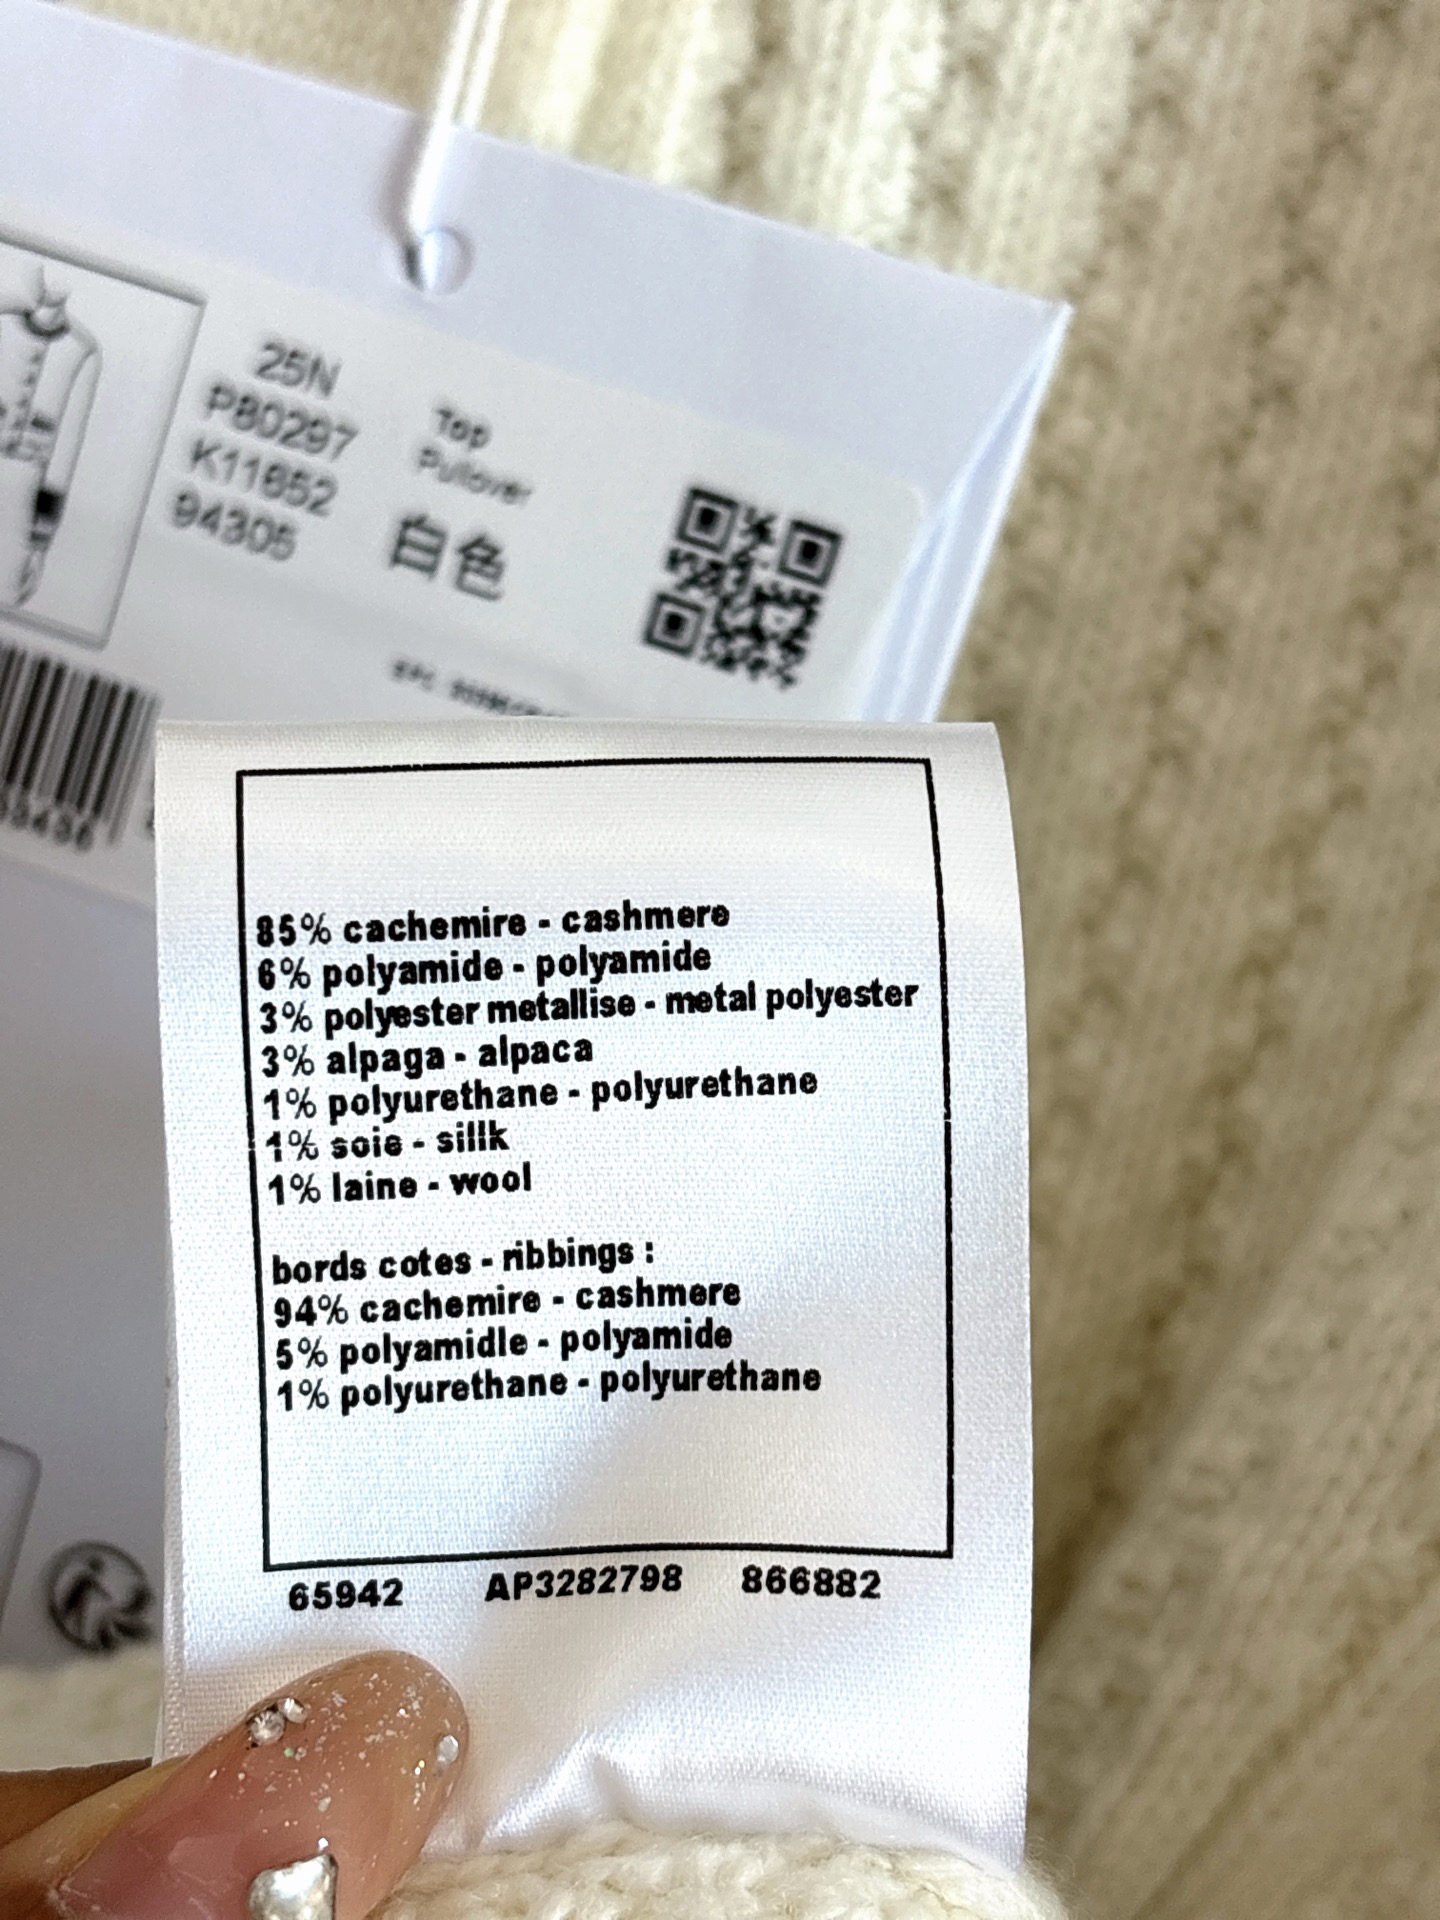 25N
P80297
K11652
94305
Top
Pullover
白色
85% cachemire - cashmere
6% polyamide - polyamide
3% polyester metallise - metal polyester
3% alpaga - alpaca
1% polyurethane - polyurethane
1% soie - sillk
1% laine - wool
bords cotes - ribbings :
94% cachemire - cashmere
5% polyamidle - polyamide
1% polyurethane - polyurethane
65942 AP3282798 866882